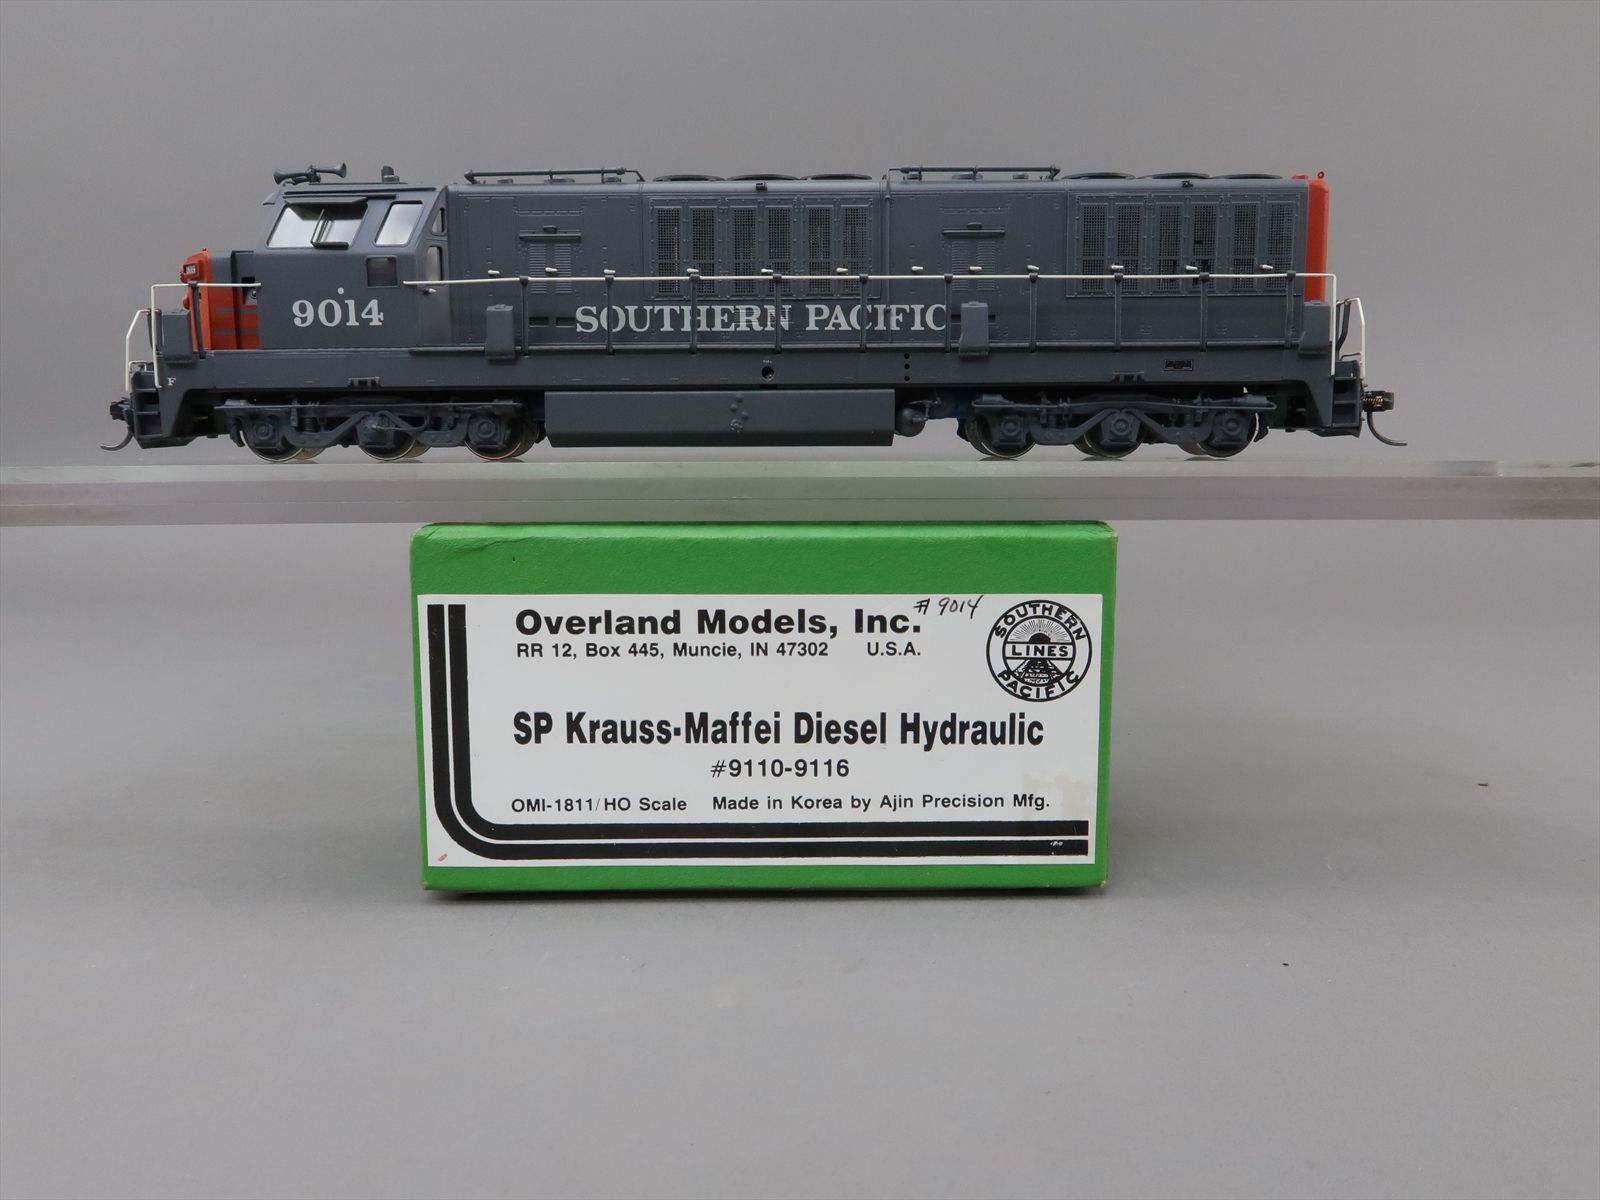 9014
SOUTHERN PACIFIC
F
Overland Models, Inc. # 9014
RR 12, Box 445, Muncie, IN 47302 U.S.A.
SOUTHERN
LINES
PACIFIC
SP Krauss-Maffei Diesel Hydraulic
#9110-9116
OMI-1811/HO Scale Made in Korea by Ajin Precision Mfg.